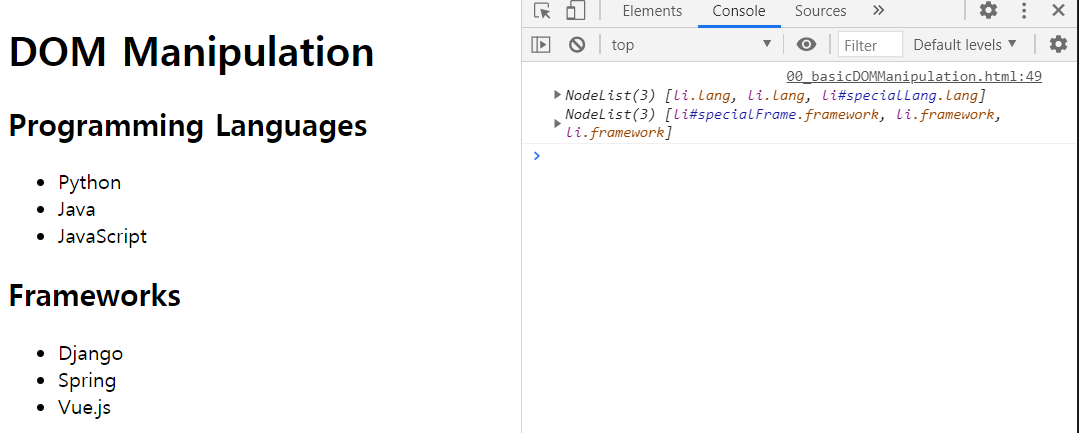 DOM Manipulation
Programming Languages
Python
Java
JavaScript
Frameworks
Django
Spring
Vue.js
Elements Console Sources
top Filter Default levels
00_basicDOMManipulation.html:49
NodeList(3) [li.lang, li.lang, li#specialLang.lang]
NodeList(3) [li#specialFrame.framework, li.framework,
li.framework]